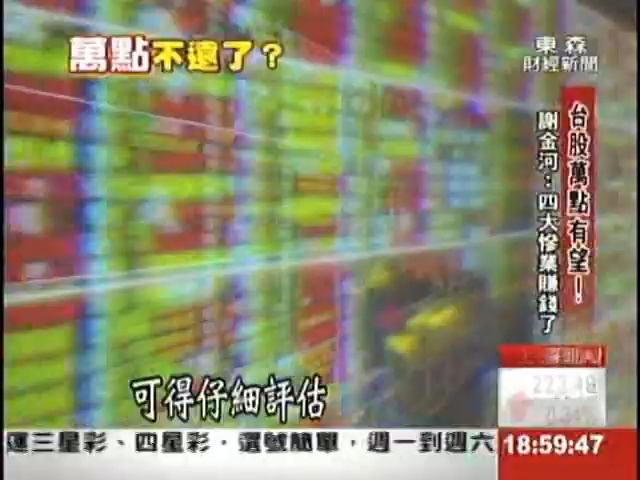 萬點不遠了？
東森
財經新聞
台股萬點有望！
謝金河：四大慘業賺錢了
可得仔細評估
三星彩、四星彩，選號簡單，週一到週六
18:59:47